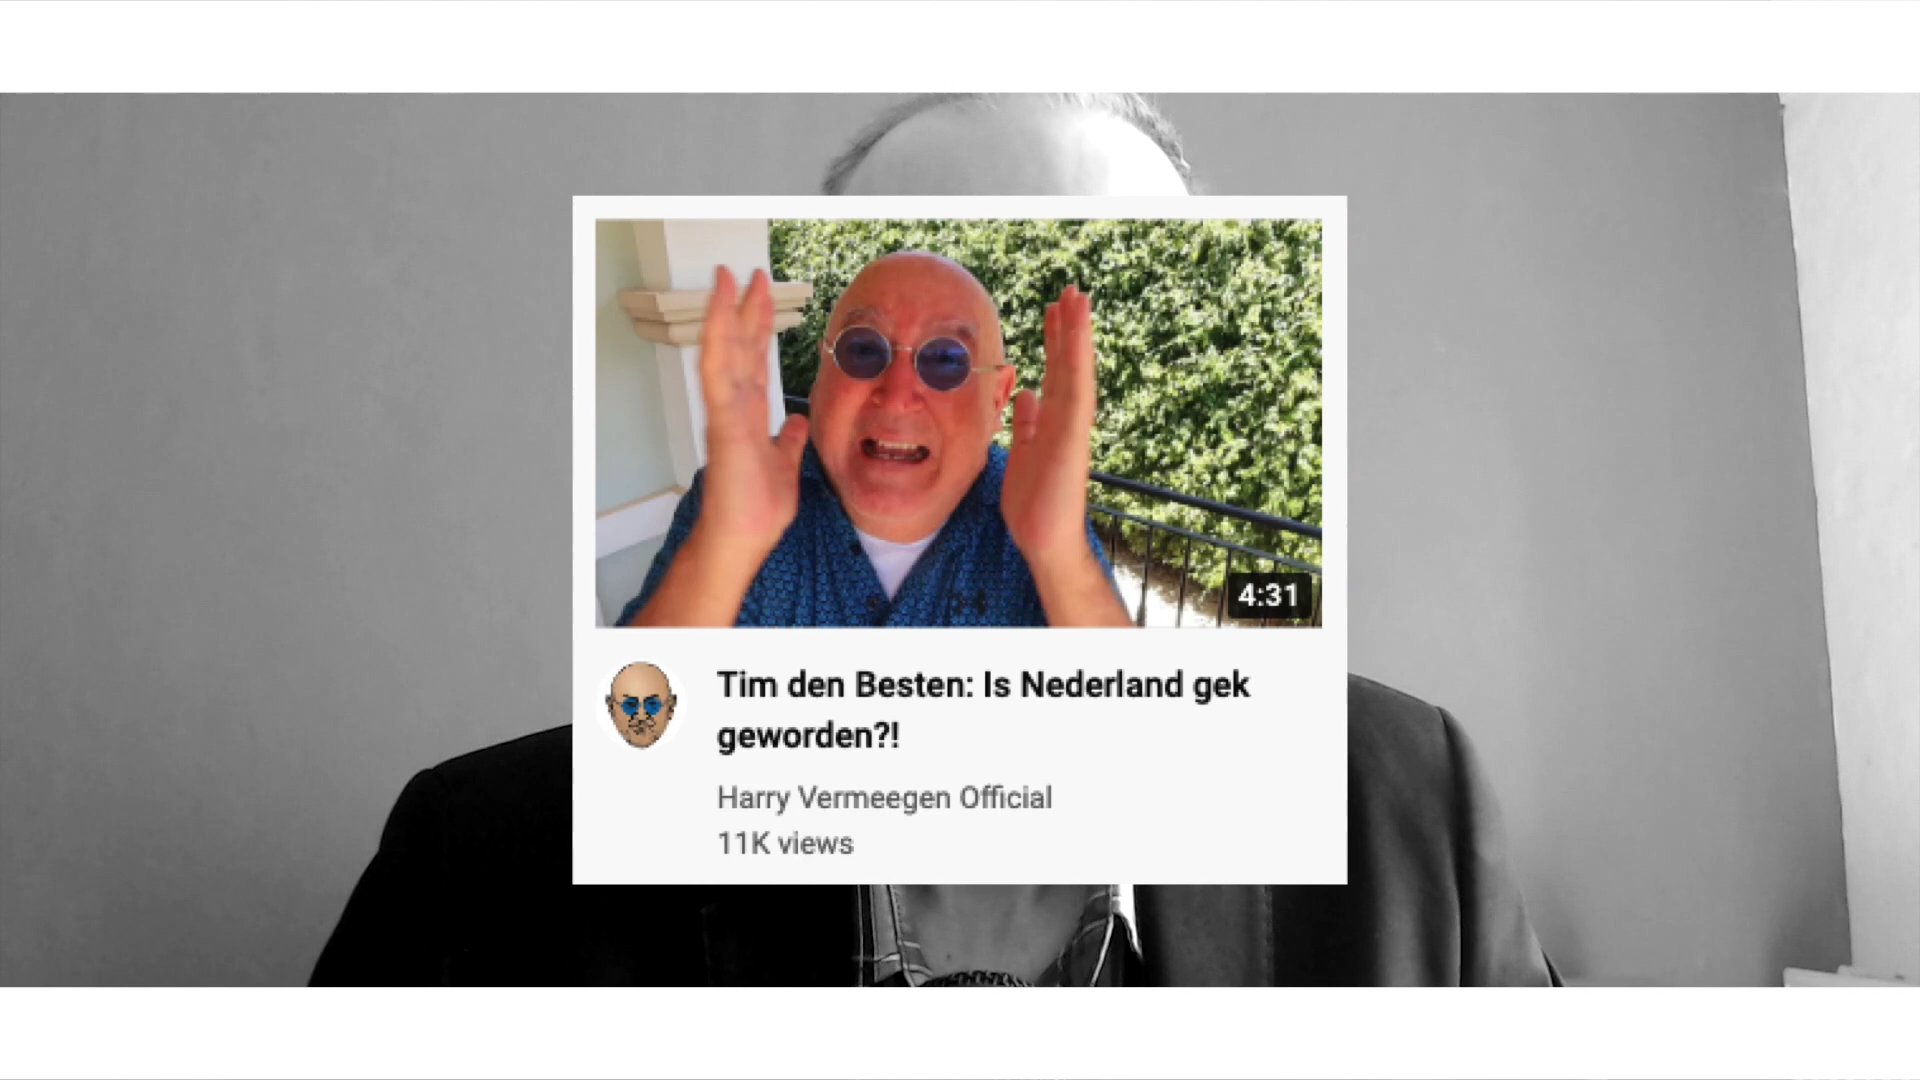 4:31
Tim den Besten: Is Nederland gek
geworden?!
Harry Vermeegen Official
11K views